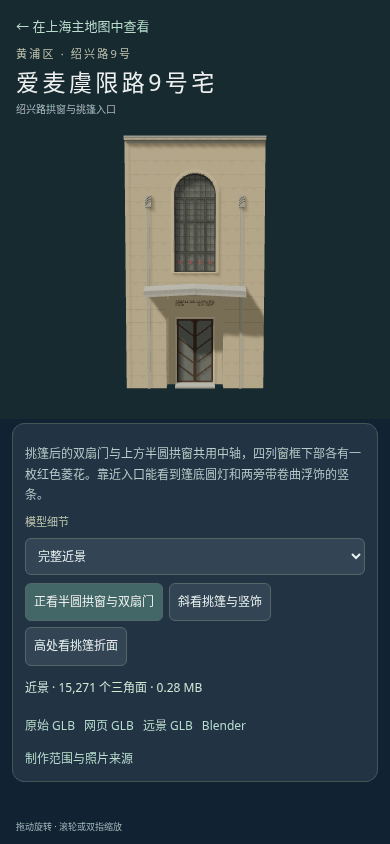 ← 在上海主地图中查看
黄浦区 · 绍兴路9号
爱麦虞限路9号宅
绍兴路拱窗与挑篷入口
挑篷后的双扇门与上方半圆拱窗共用中轴，四列窗框下部各有一
枚红色菱花。靠近入口能看到篷底圆灯和两旁带卷曲浮饰的竖
条。
模型细节
完整近景
正看半圆拱窗与双扇门
斜看挑篷与竖饰
高处看挑篷折面
近景 · 15,271 个三角面 · 0.28 MB
原始 GLB 网页 GLB 远景 GLB Blender
制作范围与照片来源
拖动旋转 · 滚轮或双指缩放